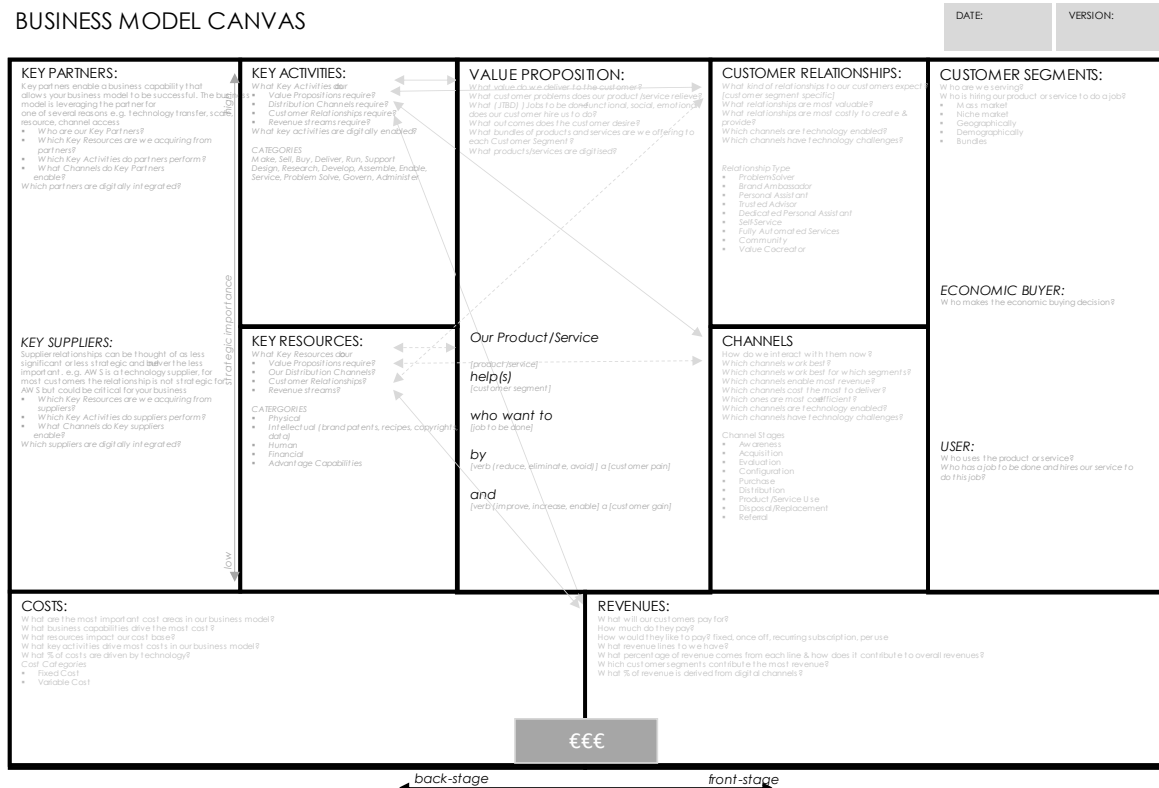 BUSINESS MODEL CANVAS
DATE:
VERSION:
KEY PARTNERS:
Key partners enable a business capability that
allows your business model to be successful. The business
model is leveraging the partner for
one of several reasons e.g. technology transfer, scale,
resource, channel access
• Who are our Key Partners?
• Which Key Resources are we acquiring from
partners?
• Which Key Activities do partners perform?
• What Channels do Key Partners
enable?
Which partners are digitally integrated?
high
strategic importance
low
KEY SUPPLIERS:
Supplier relationships can be thought of as less
significant or less strategic and deliver the less
important. e.g. AWS is a technology supplier, for
most customers the relationship is not strategic for
AWS but could be critical for your business
• Which Key Resources are we acquiring from
suppliers?
• Which Key Activities do suppliers perform?
• What Channels do Key suppliers
enable?
Which suppliers are digitally integrated?
KEY ACTIVITIES:
What Key Activities do our
• Value Propositions require?
• Distribution Channels require?
• Customer Relationships require?
• Revenue streams require?
What key activities are digitally enabled?
CATEGORIES
Make, Sell, Buy, Deliver, Run, Support
Design, Research, Develop, Assemble, Enable,
Service, Problem Solve, Govern, Administer
KEY RESOURCES:
What Key Resources do our
• Value Propositions require?
• Our Distribution Channels?
• Customer Relationships?
• Revenue streams?
CATERGORIES
• Physical
• Intellectual (brand patents, recipes, copyrights
data)
• Human
• Financial
• Advantage Capabilities
VALUE PROPOSITION:
What value do we deliver to the customer?
What customer problems does our product /service relieve?
What (JTBD) ) Jobs to be done functional, social, emotional
does our customer hire us to do?
What outcomes does the customer desire?
What bundles of products and services are we offering to
each Customer Segment?
What products/services are digitised?
Our Product/Service
[product/service]
help(s)
[customer segment]
who want to
[job to be done]
by
[verb (reduce, eliminate, avoid)] a [customer pain]
and
[verb (improve, increase, enable] a [customer gain]
CUSTOMER RELATIONSHIPS:
What kind of relationships to our customers expect?
[customer segment specific]
What relationships are most valuable?
What relationships are most costly to create &
provide?
Which channels are technology enabled?
Which channels have technology challenges?
Relationship Type
• Problem Solver
• Brand Ambassador
• Personal Assistant
• Trusted Advisor
• Dedicated Personal Assistant
• Self-Service
• Fully Automated Services
• Community
• Value Cocreator
CHANNELS
How do we interact with them now?
Which channels work best?
Which channels work best for which segments?
Which channels enable most revenue?
Which channels cost the most to deliver?
Which ones are most cost efficient?
Which channels are technology enabled?
Which channels have technology challenges?
Channel Stages
• Awareness
• Acquisition
• Evaluation
• Configuration
• Purchase
• Distribution
• Product/Service Use
• Disposal/Replacement
• Referral
CUSTOMER SEGMENTS:
Who are we serving?
Who is hiring our product or service to do a job?
• Mass market
• Niche market
• Geographically
• Demographically
• Bundles
ECONOMIC BUYER:
Who makes the economic buying decision?
USER:
Who uses the product or service?
Who has a job to be done and hires our service to
do this job?
COSTS:
What are the most important cost areas in our business model?
What business capabilities drive the most cost?
What resources impact our cost base?
What key activities drive most costs in our business model?
What % of costs are driven by technology?
Cost Categories
• Fixed Cost
• Variable Cost
REVENUES:
What will our customers pay for?
How much do they pay?
How would they like to pay? fixed, once off, recurring subscription, per use
What revenue lines to we have?
What percentage of revenue comes from each line & how does it contribute to overall revenues?
Which customer segments contribute the most revenue?
What % of revenue is derived from digital channels?
€€€
back-stage
front-stage